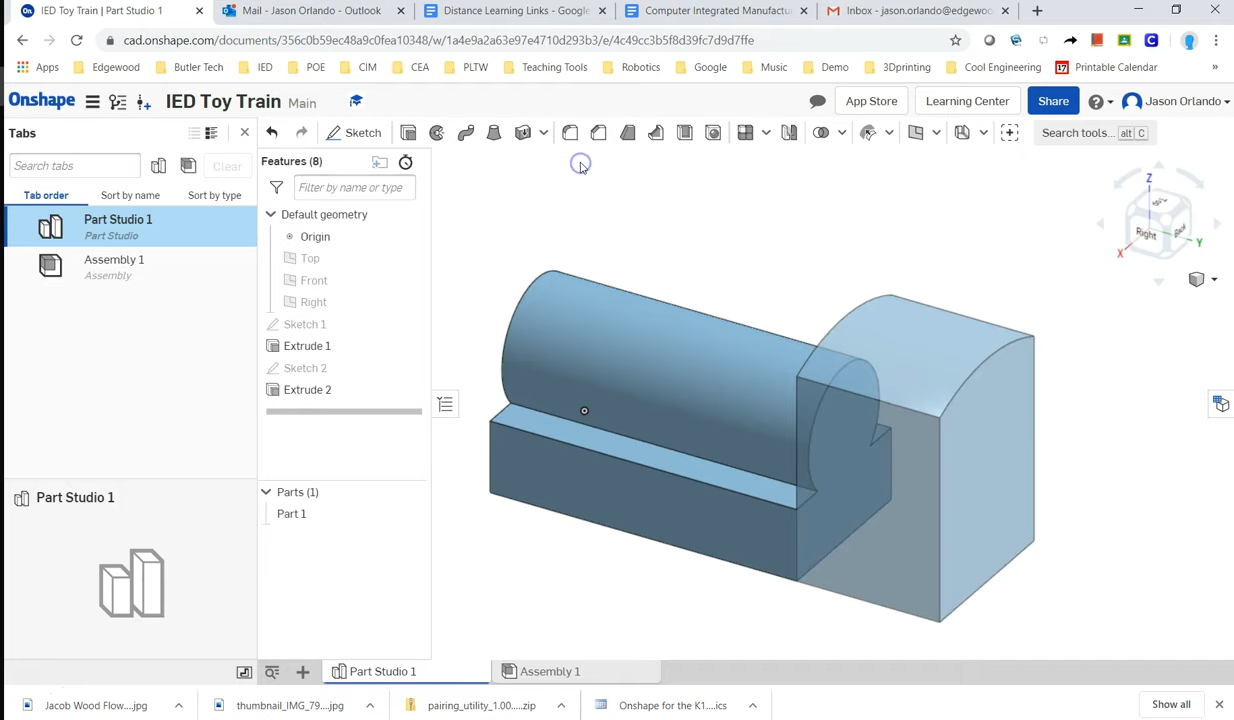 IED Toy Train | Part Studio 1
Mail - Jason Orlando - Outlook
Distance Learning Links - Google
Computer Integrated Manufactu
Inbox - jason.orlando@edgewoo
cad.onshape.com/documents/356c0b59ec48a9c0fea10348/w/1a4e9a2a63e97e4710d293b3/e/4c49cc3b5f8d39fc7d9d7ffe
Apps Edgewood Butler Tech IED POE CIM CEA PLTW Teaching Tools Robotics Google Music Demo 3Dprinting Cool Engineering 17 Printable Calendar »
Onshape IED Toy Train Main App Store Learning Center Share Jason Orlando
Tabs
Sketch
Search tools... alt C
Search tabs
Clear
Features (8)
Filter by name or type
Tab order Sort by name Sort by type
Part Studio 1
Part Studio
Assembly 1
Assembly
Default geometry
Origin
Top
Front
Right
Sketch 1
Extrude 1
Sketch 2
Extrude 2
Z
Right
Back
X
Y
Parts (1)
Part 1
Part Studio 1
Part Studio 1
Assembly 1
Jacob Wood Flow....jpg
thumbnail_IMG_79....jpg
pairing_utility_1.00....zip
Onshape for the K1....ics
Show all